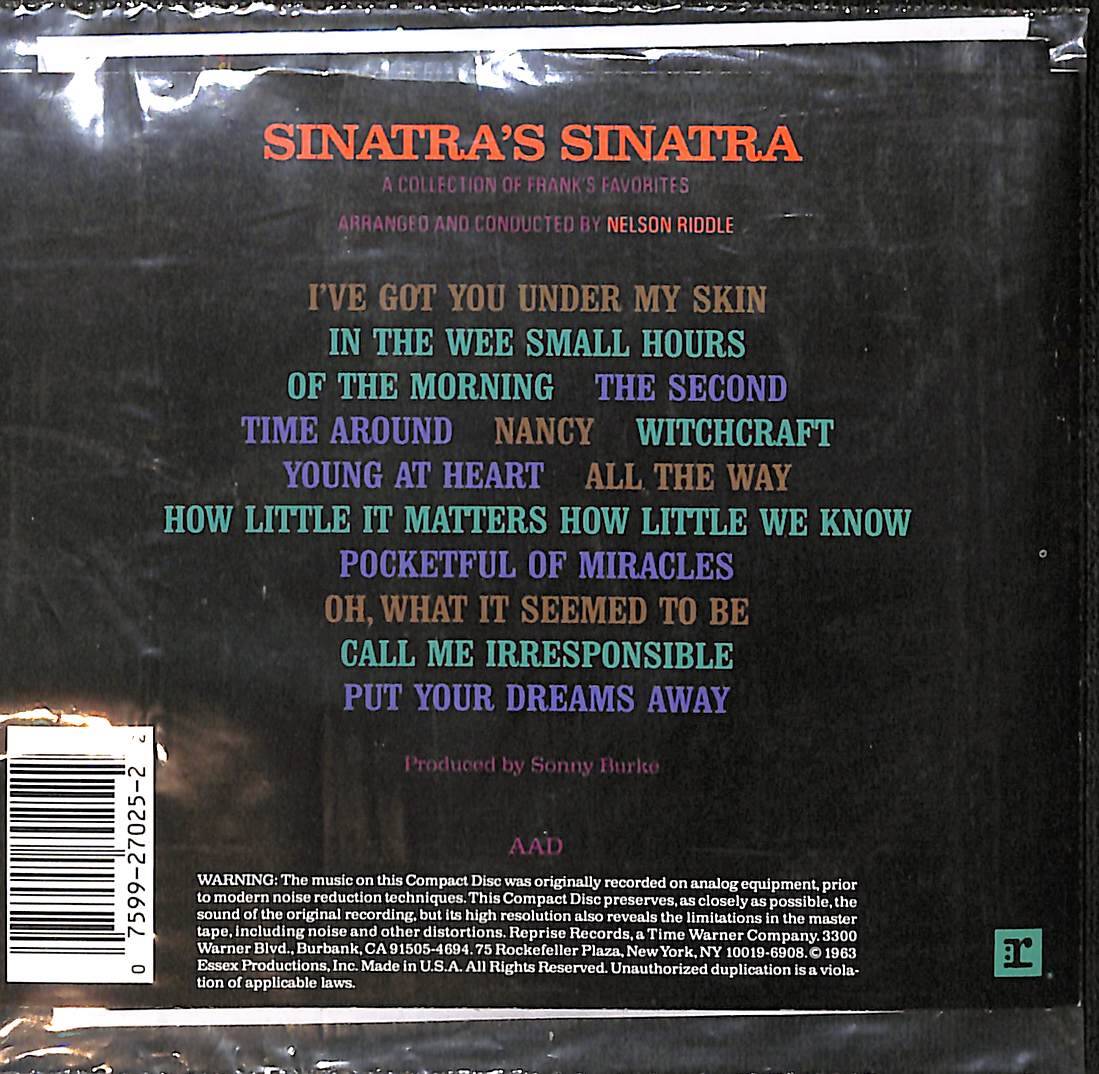 SINATRA'S SINATRA
A COLLECTION OF FRANK'S FAVORITES
ARRANGED AND CONDUCTED BY NELSON RIDDLE
I'VE GOT YOU UNDER MY SKIN
IN THE WEE SMALL HOURS
OF THE MORNING THE SECOND
TIME AROUND NANCY WITCHCRAFT
YOUNG AT HEART ALL THE WAY
HOW LITTLE IT MATTERS HOW LITTLE WE KNOW
POCKETFUL OF MIRACLES
OH, WHAT IT SEEMED TO BE
CALL ME IRRESPONSIBLE
PUT YOUR DREAMS AWAY
Produced by Sonny Burke
AAD
WARNING: The music on this Compact Disc was originally recorded on analog equipment, prior
to modern noise reduction techniques. This Compact Disc preserves, as closely as possible, the
sound of the original recording, but its high resolution also reveals the limitations in the master
tape, including noise and other distortions. Reprise Records, a Time Warner Company. 3300
Warner Blvd., Burbank, CA 91505-4694. 75 Rockefeller Plaza, New York, NY 10019-6908. © 1963
Essex Productions, Inc. Made in U.S.A. All Rights Reserved. Unauthorized duplication is a viola-
tion of applicable laws.
0 7599-27025-2 2
r